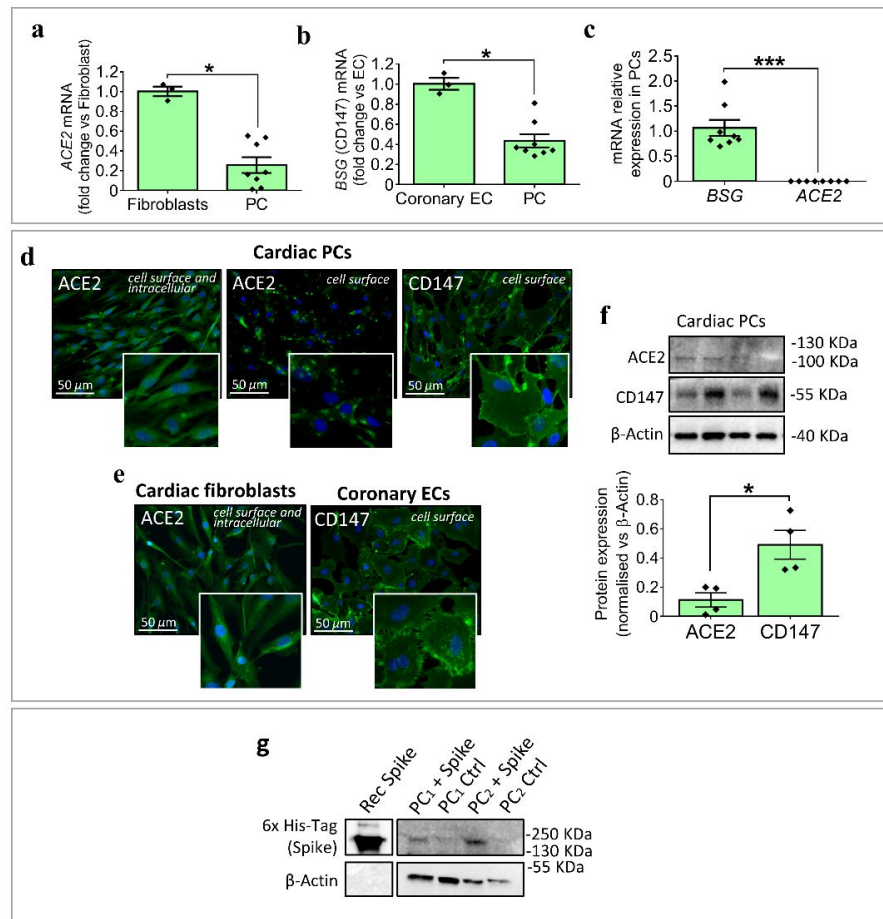 a
ACE2 mRNA
(fold change vs Fibroblast)
1.2
1.0
0.8
0.6
0.4
0.2
0
*
Fibroblasts
PC
b
BSG (CD147) mRNA
(fold change vs EC)
1.2
1.0
0.8
0.6
0.4
0.2
0
*
Coronary EC
PC
c
mRNA relative
expression in PCs
2.5
2.0
1.5
1.0
0.5
0.0
***
BSG
ACE2
d
Cardiac PCs
ACE2
cell surface and
intracellular
50 µm
ACE2
cell surface
50 µm
CD147
cell surface
50 µm
e
Cardiac fibroblasts
ACE2
cell surface and
intracellular
50 µm
Coronary ECs
CD147
cell surface
50 µm
f
Cardiac PCs
ACE2
-130 KDa
-100 KDa
CD147
-55 KDa
β-Actin
-40 KDa
Protein expression
(normalised vs β-Actin)
0.8
0.6
0.4
0.2
0
*
ACE2
CD147
g
Rec Spike
PC1 + Spike
PC1 Ctrl
PC2 + Spike
PC2 Ctrl
6x His-Tag
(Spike)
-250 KDa
-130 KDa
-55 KDa
β-Actin